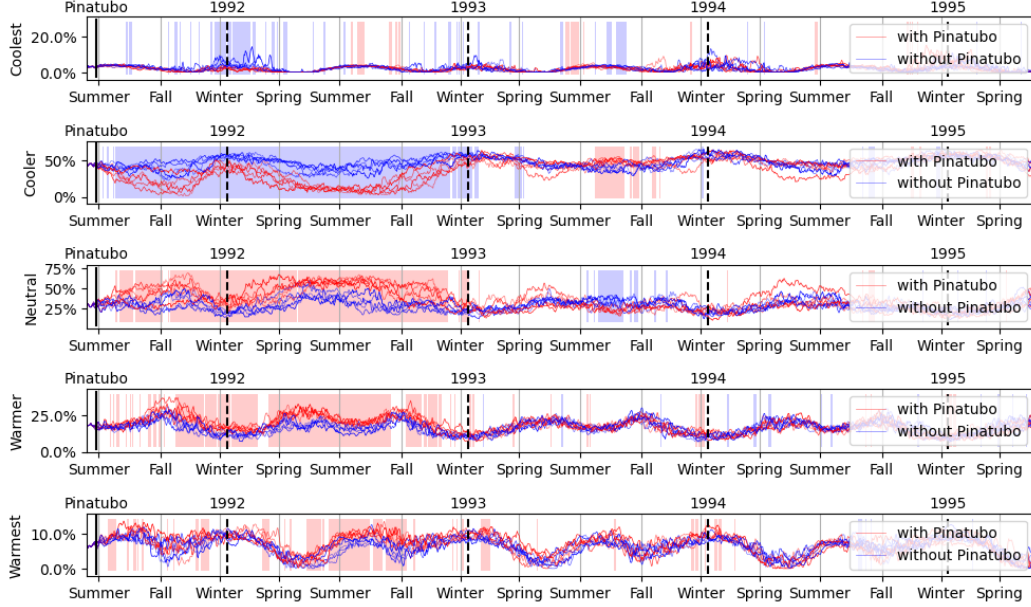 Pinatubo 1992 1993 1994 1995
Coolest
20.0%
0.0%
with Pinatubo
without Pinatubo
Summer Fall Winter Spring Summer Fall Winter Spring Summer Fall Winter Spring Summer Fall Winter Spring
Pinatubo 1992 1993 1994 1995
Cooler
50%
0%
with Pinatubo
without Pinatubo
Summer Fall Winter Spring Summer Fall Winter Spring Summer Fall Winter Spring Summer Fall Winter Spring
Pinatubo 1992 1993 1994 1995
Neutral
75%
50%
25%
with Pinatubo
without Pinatubo
Summer Fall Winter Spring Summer Fall Winter Spring Summer Fall Winter Spring Summer Fall Winter Spring
Pinatubo 1992 1993 1994 1995
Warmer
25.0%
0.0%
with Pinatubo
without Pinatubo
Summer Fall Winter Spring Summer Fall Winter Spring Summer Fall Winter Spring Summer Fall Winter Spring
Pinatubo 1992 1993 1994 1995
Warmest
10.0%
0.0%
with Pinatubo
without Pinatubo
Summer Fall Winter Spring Summer Fall Winter Spring Summer Fall Winter Spring Summer Fall Winter Spring